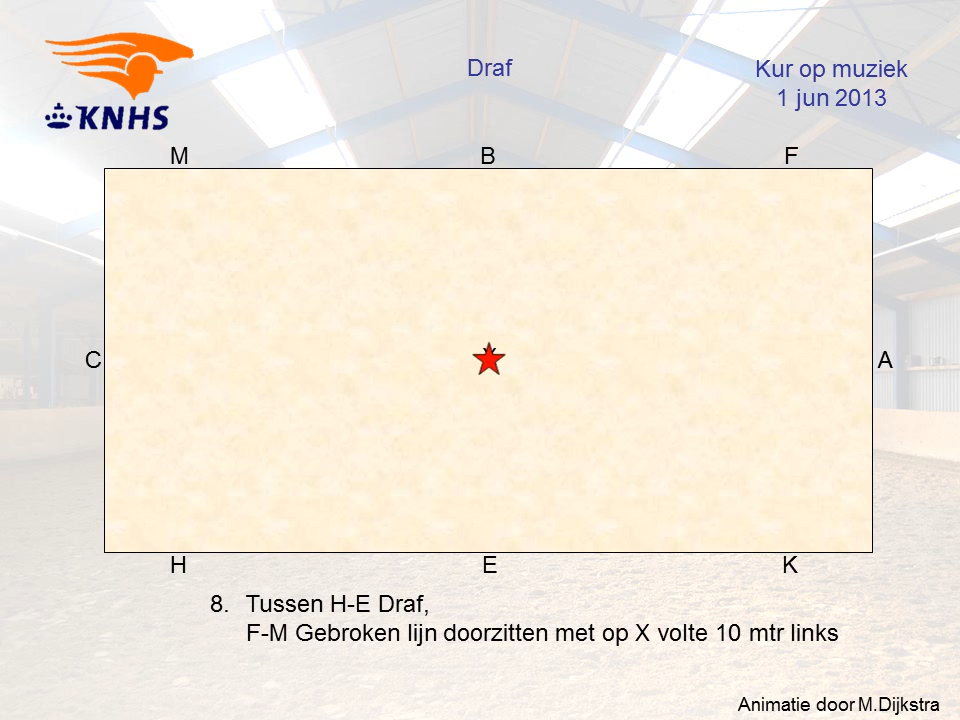 KNHS
Draf
Kur op muziek
1 jun 2013
M B F
C A
H E K
8. Tussen H-E Draf,
F-M Gebroken lijn doorzitten met op X volte 10 mtr links
Animatie door M.Dijkstra